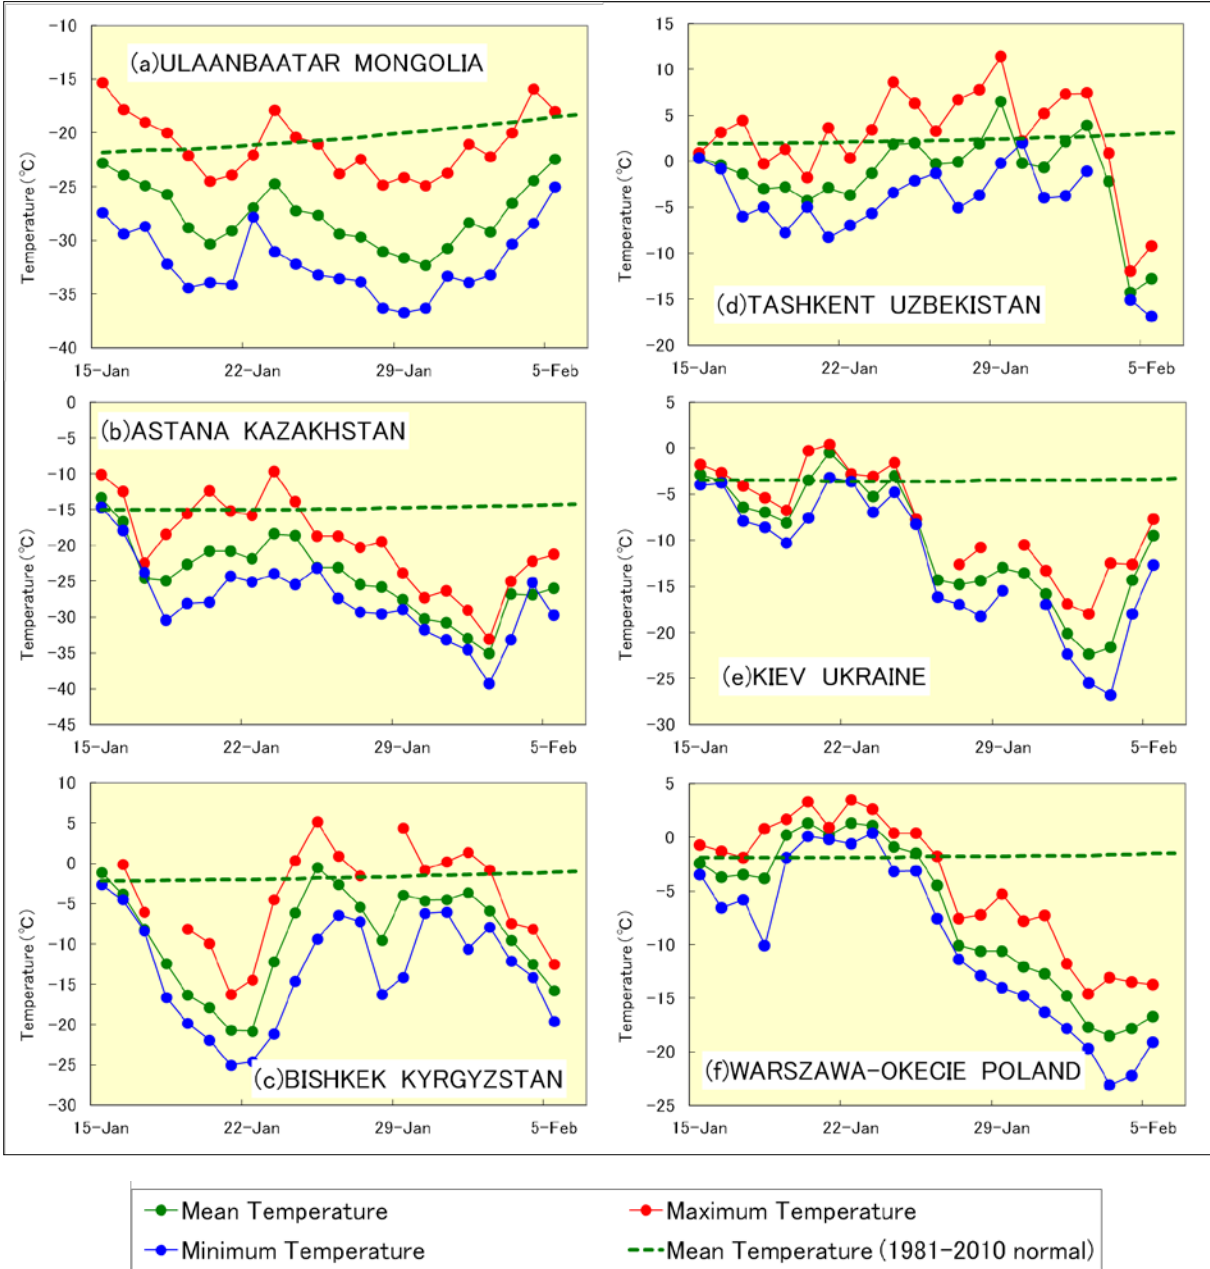 -10
-15
-20
-25
-30
-35
-40
Temperature (℃)
(a)ULAANBAATAR MONGOLIA
15-Jan 22-Jan 29-Jan 5-Feb
15
10
5
0
-5
-10
-15
-20
Temperature (℃)
(d)TASHKENT UZBEKISTAN
15-Jan 22-Jan 29-Jan 5-Feb
0
-5
-10
-15
-20
-25
-30
-35
-40
-45
Temperature (℃)
(b)ASTANA KAZAKHSTAN
15-Jan 22-Jan 29-Jan 5-Feb
5
0
-5
-10
-15
-20
-25
-30
Temperature (℃)
(e)KIEV UKRAINE
15-Jan 22-Jan 29-Jan 5-Feb
10
5
0
-5
-10
-15
-20
-25
-30
Temperature (℃)
(c)BISHKEK KYRGYZSTAN
15-Jan 22-Jan 29-Jan 5-Feb
5
0
-5
-10
-15
-20
-25
Temperature (℃)
(f)WARSZAWA-OKECIE POLAND
15-Jan 22-Jan 29-Jan 5-Feb
Mean Temperature
Maximum Temperature
Minimum Temperature
Mean Temperature (1981-2010 normal)